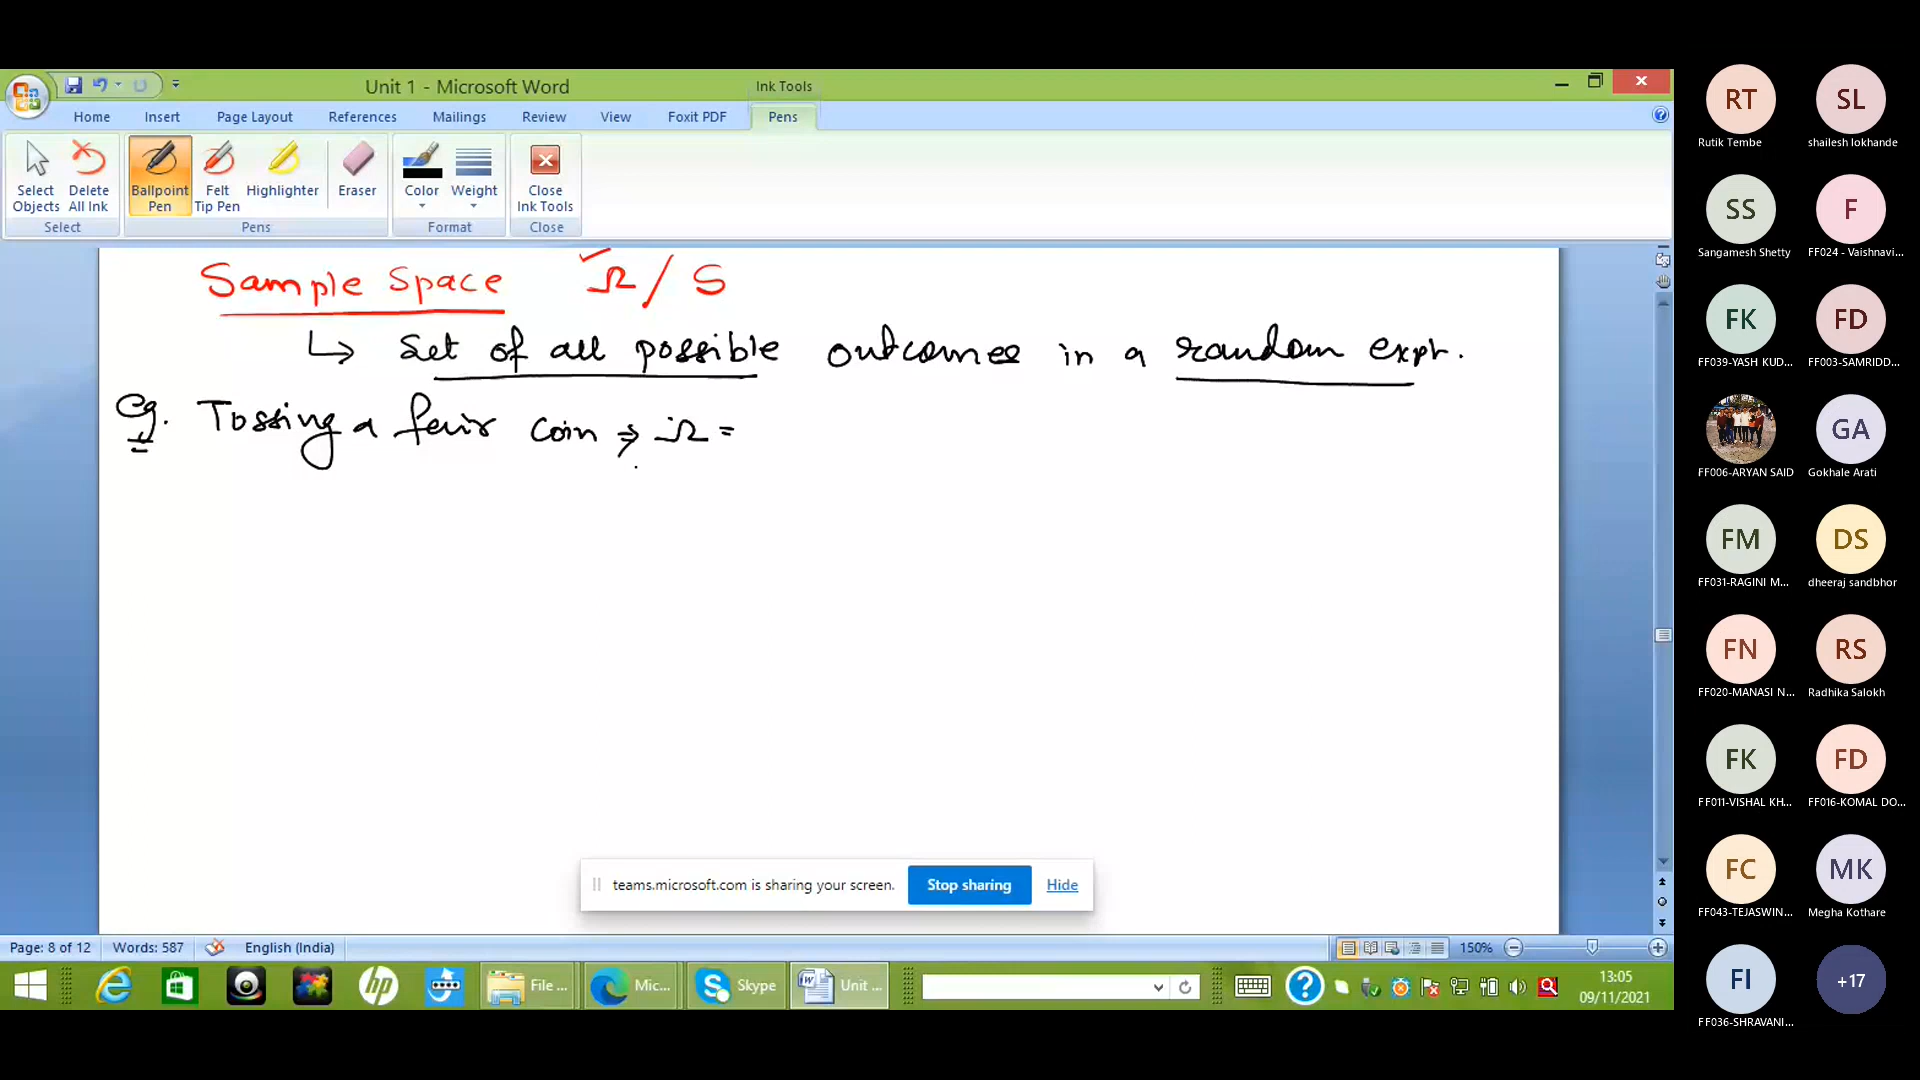 Unit 1 - Microsoft Word
Ink Tools
Home Insert Page Layout References Mailings Review View Foxit PDF Pens
Select Objects
Delete All Ink
Ballpoint Pen
Felt Tip Pen
Highlighter
Eraser
Color
Weight
Close Ink Tools
Select Pens Format Close
Sample Space Ω / S
↳ Set of all possible outcomes in a random expt.
Eg. Tossing a fair coin ⇒ Ω =
teams.microsoft.com is sharing your screen. Stop sharing Hide
Page: 8 of 12 Words: 587 English (India) 150%
hp File ... Mic... Skype Unit ...
13:05
09/11/2021
RT SL
Rutik Tembe shailesh lokhande
SS F
Sangamesh Shetty FF024 - Vaishnavi...
FK FD
FF039-YASH KUD... FF003-SAMRIDD...
GA
FF006-ARYAN SAID Gokhale Arati
FM DS
FF031-RAGINI M... dheeraj sandbhor
FN RS
FF020-MANASI N... Radhika Salokh
FK FD
FF011-VISHAL KH... FF016-KOMAL DO...
FC MK
FF043-TEJASWIN... Megha Kothare
FI +17
FF036-SHRAVANI...